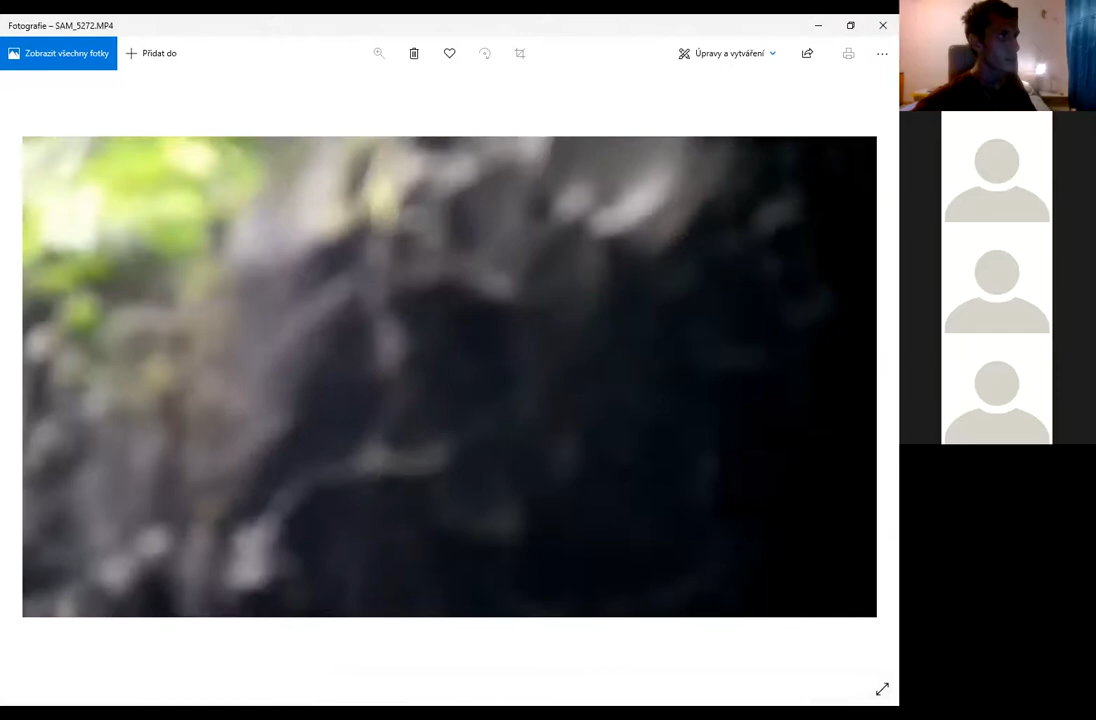 Fotografie – SAM_5272.MP4
Zobrazit všechny fotky
Přidat do
Úpravy a vytváření